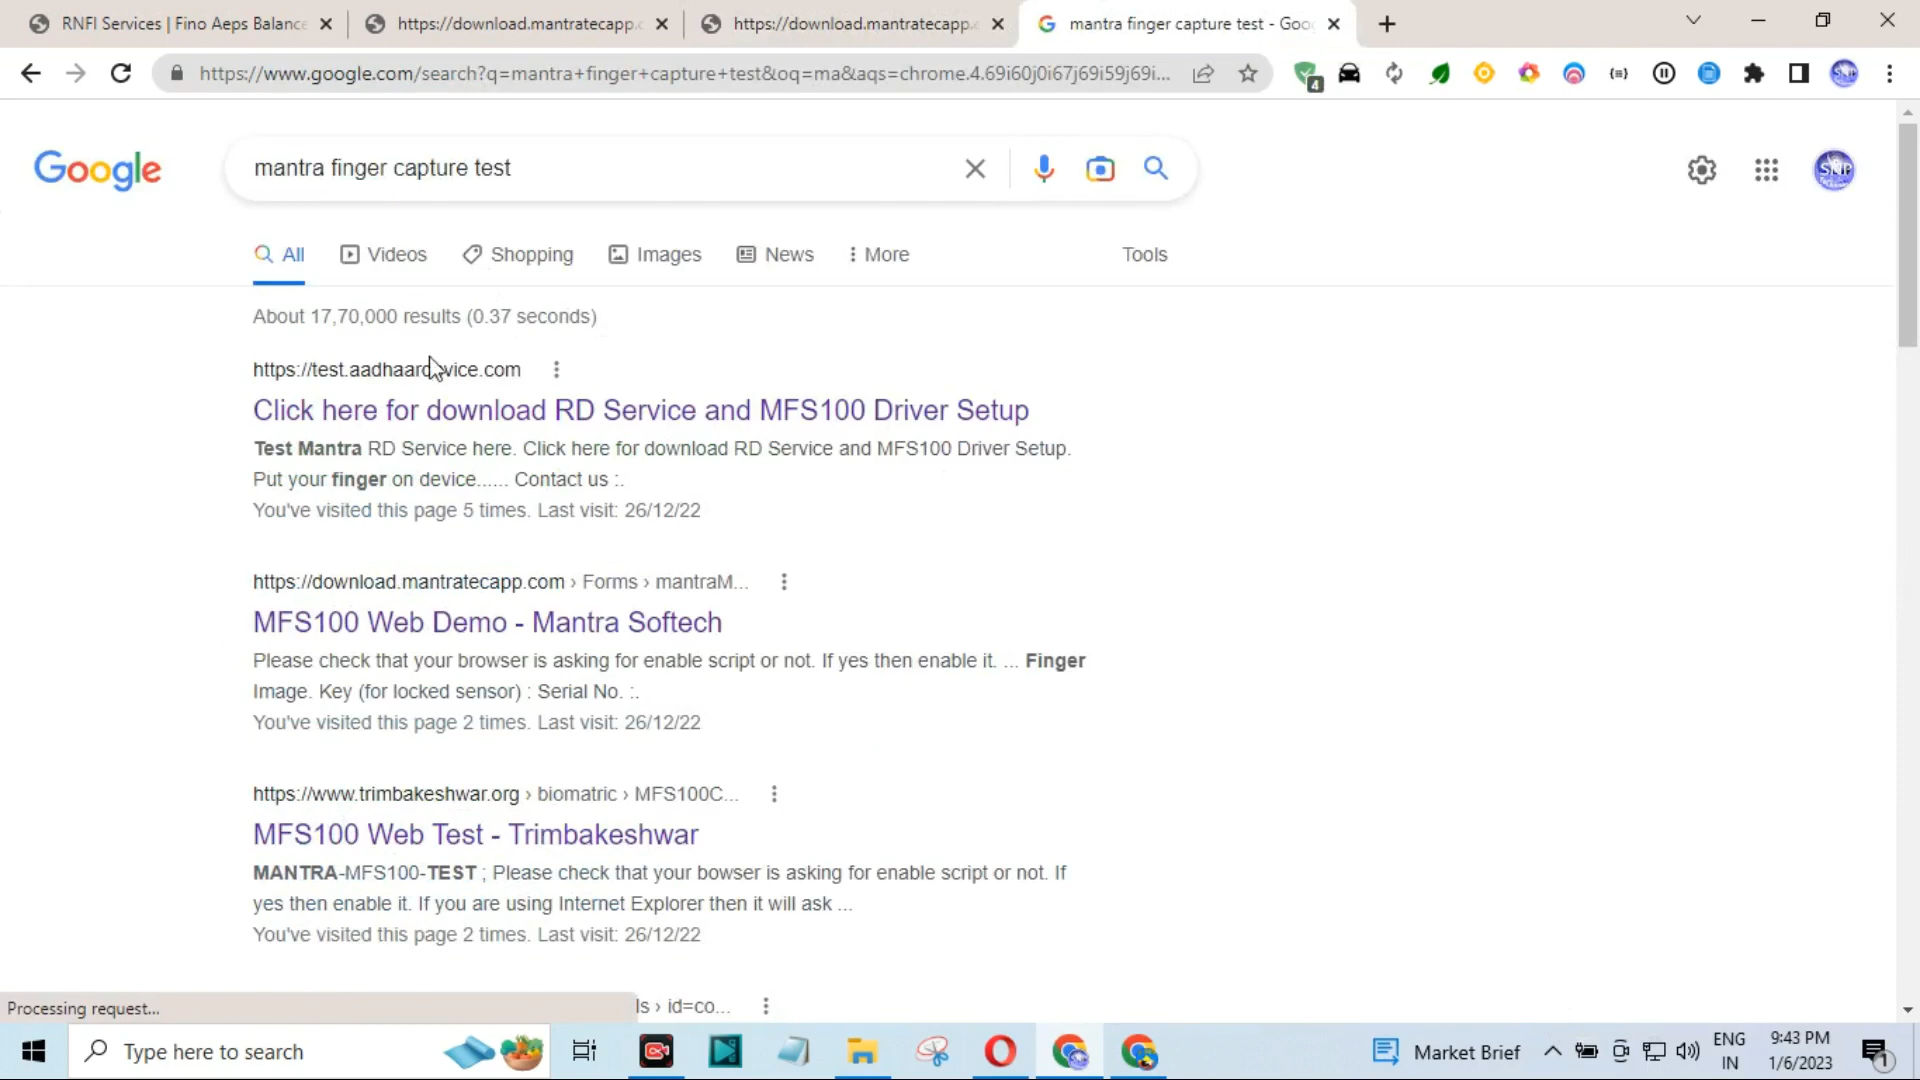 RNFI Services | Fino Aeps Balance
https://download.mantratecapp.c
https://download.mantratecapp.
mantra finger capture test - Goo
https://www.google.com/search?q=mantra+finger+capture+test&oq=ma&aqs=chrome.4.69i60j0i67j69i59j69i...
4
Google
mantra finger capture test
SKIP
All
Videos
Shopping
Images
News
More
Tools
About 17,70,000 results (0.37 seconds)
Click here for download RD Service and MFS100 Driver Setup
Test Mantra RD Service here. Click here for download RD Service and MFS100 Driver Setup.
Put your finger on device...... Contact us :.
You've visited this page 5 times. Last visit: 26/12/22
https://download.mantratecapp.com › Forms › mantraM...
MFS100 Web Demo - Mantra Softech
Please check that your browser is asking for enable script or not. If yes then enable it. ... Finger
Image. Key (for locked sensor) : Serial No. :.
You've visited this page 2 times. Last visit: 26/12/22
https://www.trimbakeshwar.org › biomatric › MFS100C...
MFS100 Web Test - Trimbakeshwar
MANTRA-MFS100-TEST ; Please check that your bowser is asking for enable script or not. If
yes then enable it. If you are using Internet Explorer then it will ask ...
You've visited this page 2 times. Last visit: 26/12/22
Processing request...
ls › id=co...
Type here to search
Market Brief
ENG
IN
9:43 PM
1/6/2023
1